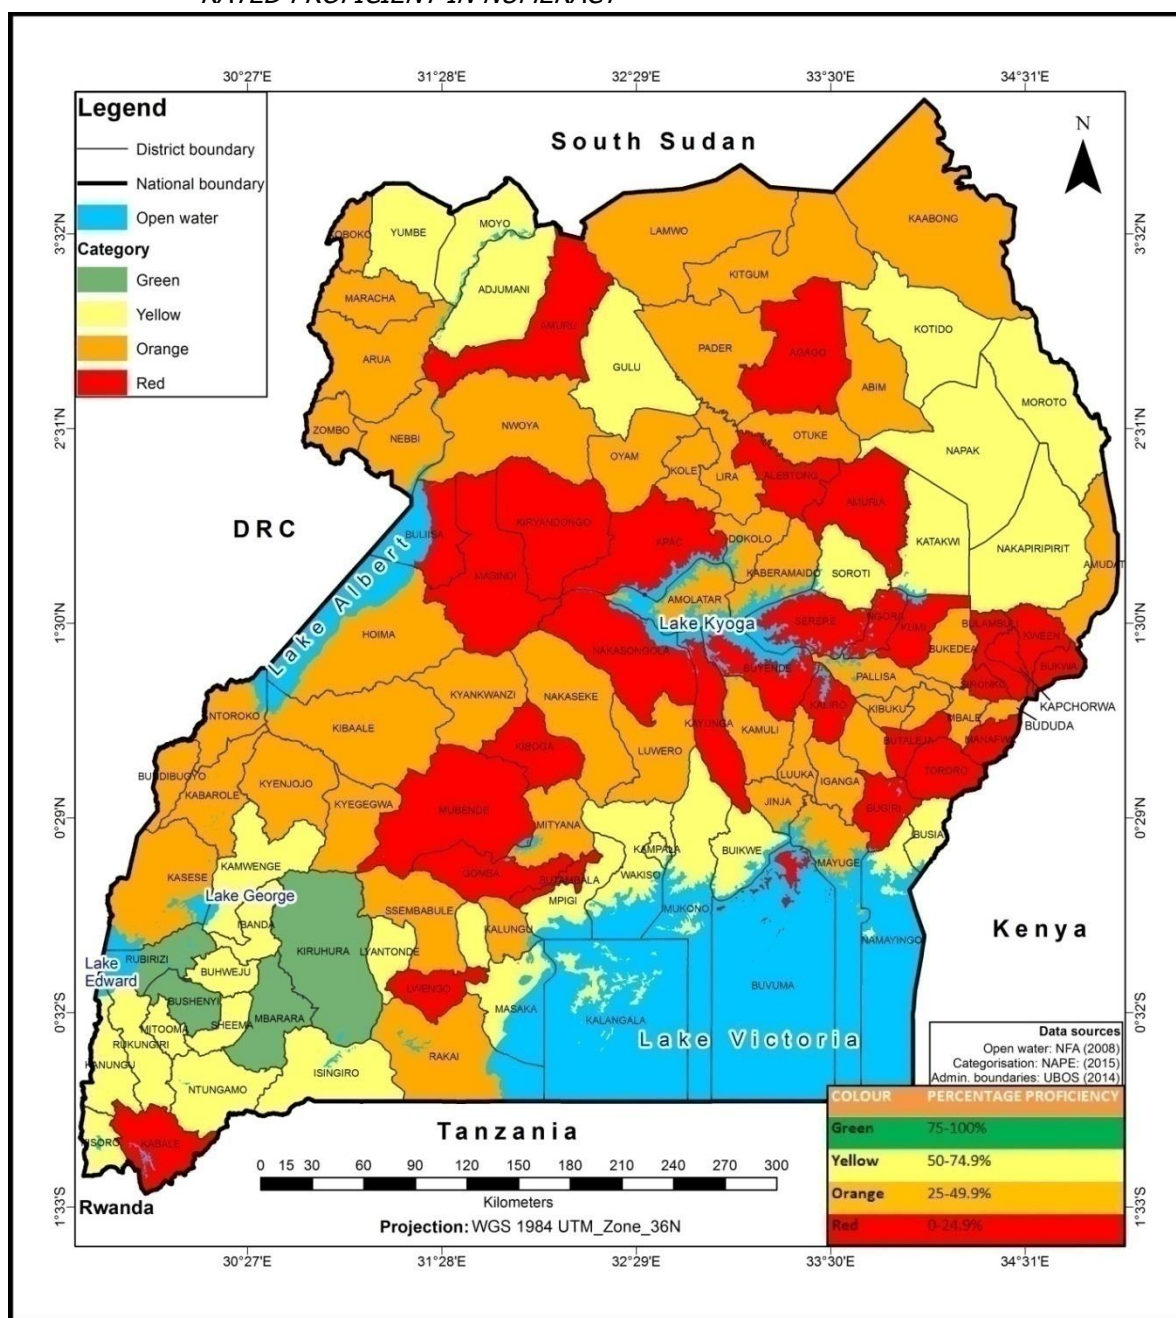 RATED PROFICIENT IN NUMERACY
30°27'E 31°28'E 32°29'E 33°30'E 34°31'E
Legend
District boundary
National boundary
Open water
Category
Green
Yellow
Orange
Red
South Sudan
N
3°32'N
3°32'N
KAABONG
MOYO
YUMBE
OBOKO
LAMWO
KITGUM
ADJUMANI
MARACHA
AMURU
KOTIDO
PADER
AGAGO
ARUA
GULU
ABIM
MOROTO
2°31'N
2°31'N
ZOMBO
NEBBI
NWOYA
OTUKE
NAPAK
OYAM
KOLE
LIRA
ALEBTONG
AMURIA
DRC
KIRYANDONGO
BULIISA
APAC
DOKOLO
KATAKWI
NAKAPIRIPIRIT
AMUDAT
MASINDI
KABERAMAIDO
SOROTI
Lake Albert
AMOLATAR
1°30'N
1°30'N
HOIMA
Lake Kyoga
SERERE
NGORA
KUMI
BULAMBULI
KWEEN
NAKASONGOLA
BUYENDE
BUKEDEA
BUKWA
PALLISA
SIRONKO
KYANKWANZI
NAKASEKE
KALIRO
KIBUKU
KAPCHORWA
NTOROKO
KIBAALE
KAYUNGA
KAMULI
MBALE
BUDUDA
KIBOGA
LUWERO
BUTALEJA
MANAFWA
BUNDIBUGYO
KYENJOJO
LUUKA
IGANGA
TORORO
KABAROLE
KYEGEGWA
MUBENDE
JINJA
BUGIRI
0°29'N
0°29'N
MITYANA
BUSIA
KAMPALA
BUIKWE
MAYUGE
KASESE
KAMWENGE
GOMBA
BUTAMBALA
WAKISO
Lake George
MPIGI
SSEMBABULE
MUKONO
IBANDA
KALUNGU
Kenya
KIRUHURA
LYANTONDE
NAMAYINGO
RUBIRIZI
Lake
Edward
BUHWEJU
LWENGO
BUVUMA
BUSHENYI
MASAKA
KALANGALA
0°32'S
0°32'S
MBARARA
SHEEMA
MITOOMA
RUKUNGIRI
Lake Victoria
RAKAI
KANUNGU
ISINGIRO
NTUNGAMO
Data sources
Open water: NFA (2008)
Categorisation: NAPE: (2015)
Admin. boundaries: UBOS (2014)
COLOUR PERCENTAGE PROFICIENCY
Green 75-100%
Yellow 50-74.9%
Orange 25-49.9%
Red 0-24.9%
KISORO
KABALE
Tanzania
0 15 30 60 90 120 150 180 210 240 270 300
Kilometers
Projection: WGS 1984 UTM_Zone_36N
Rwanda
1°33'S
1°33'S
30°27'E 31°28'E 32°29'E 33°30'E 34°31'E